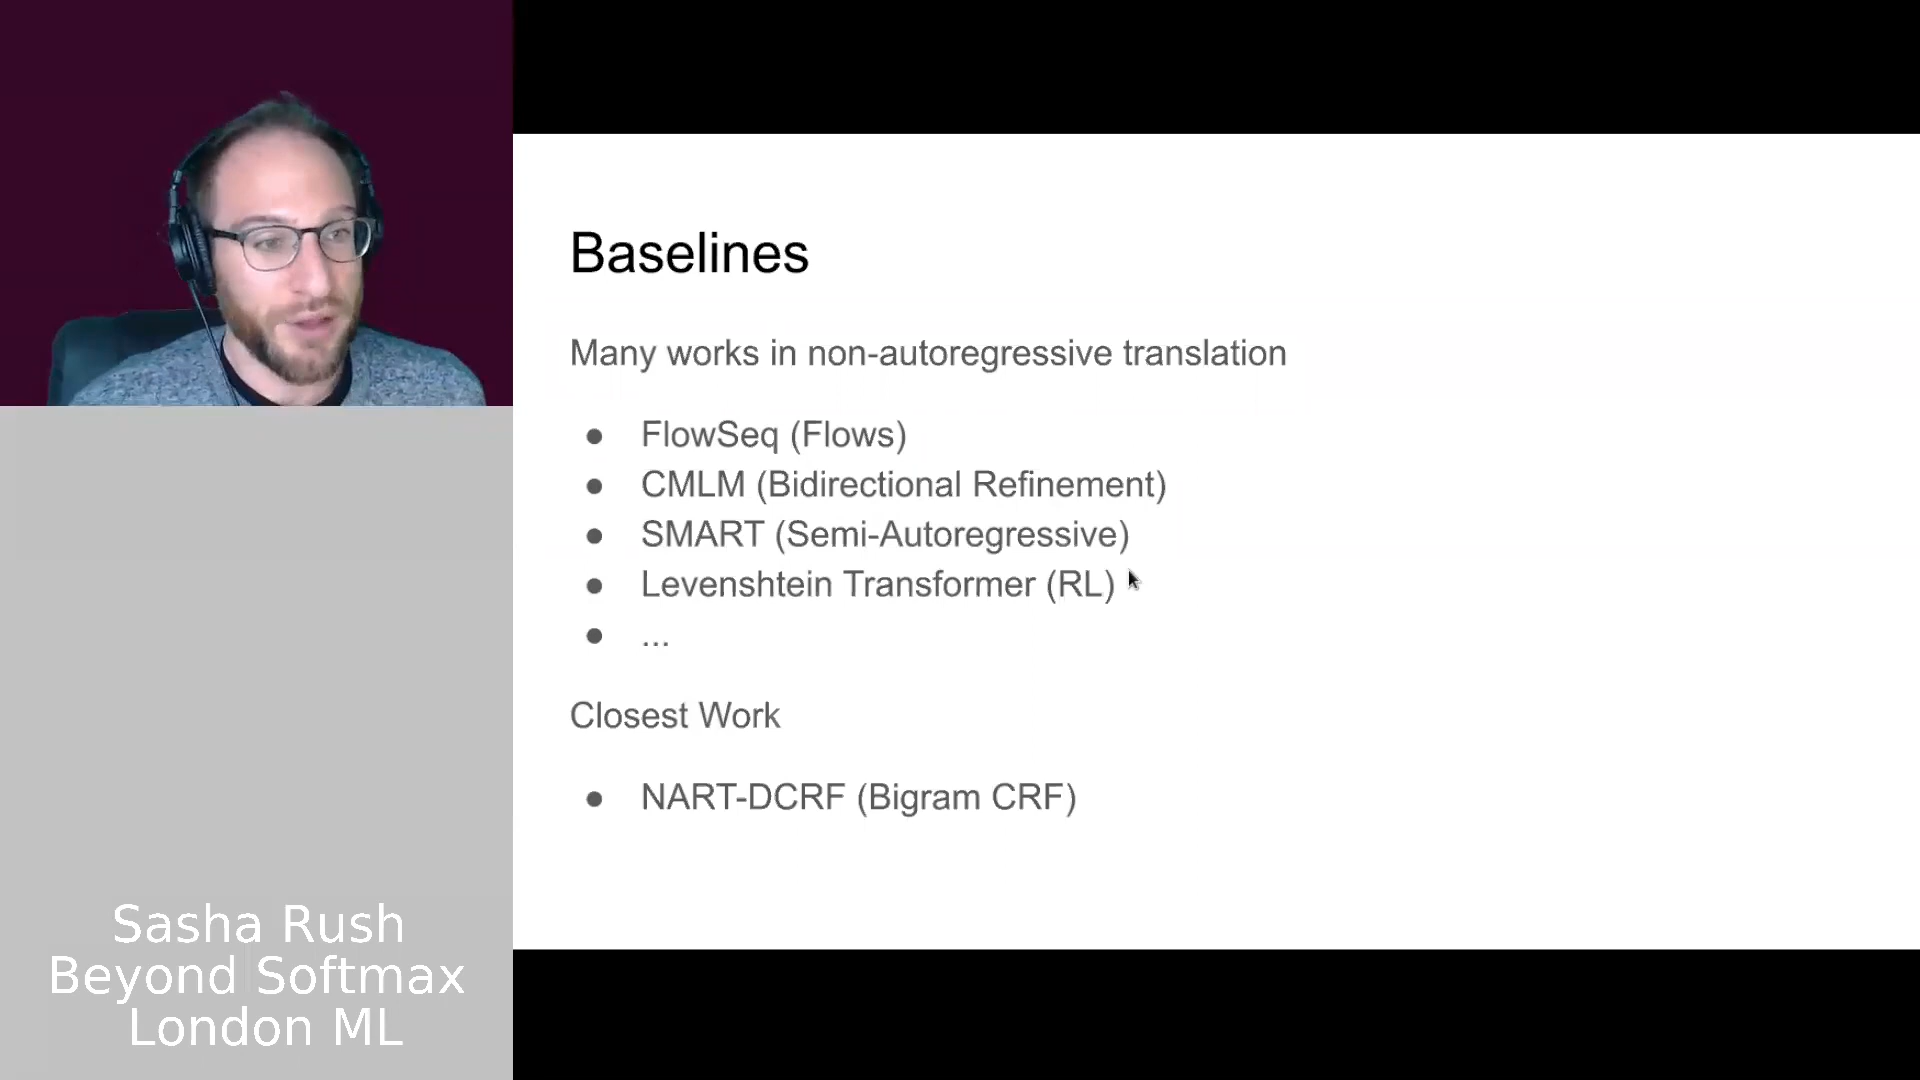 Baselines
Many works in non-autoregressive translation
● FlowSeq (Flows)
● CMLM (Bidirectional Refinement)
● SMART (Semi-Autoregressive)
● Levenshtein Transformer (RL)
● ...
Closest Work
● NART-DCRF (Bigram CRF)
Sasha Rush
Beyond Softmax
London ML